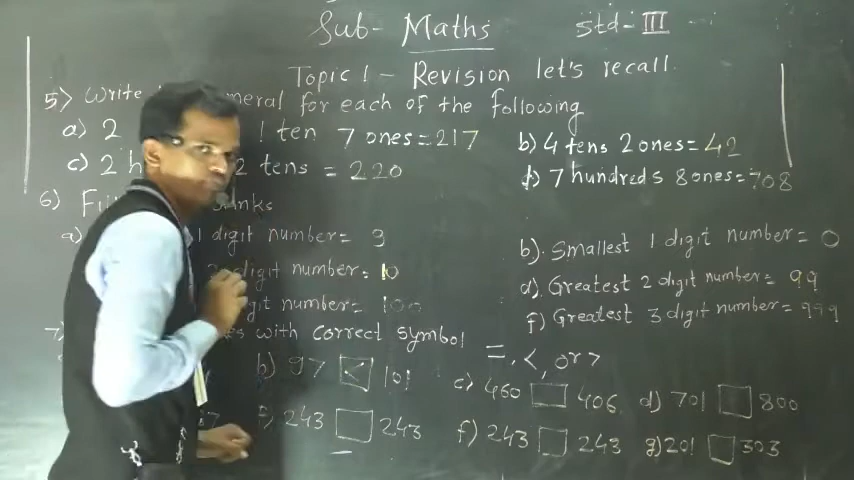 Sub- Maths Std- III
Topic 1 - Revision let's recall.
5) Write meral for each of the following
a) 2 1 ten 7 ones = 217 b) 4 tens 2 ones = 42
c) 2 h 2 tens = 220 d) 7 hundreds 8 ones = 708
6) Fi anks
a) 1 digit number = 9 b). Smallest 1 digit number = 0
digit number = 10 d). Greatest 2 digit number = 99
git number = 100 f) Greatest 3 digit number = 999
7) with correct symbol =, <, or >
b) 97 < 101 c) 460 406 d) 701 800
f) 243 243 f) 243 243 g) 201 303